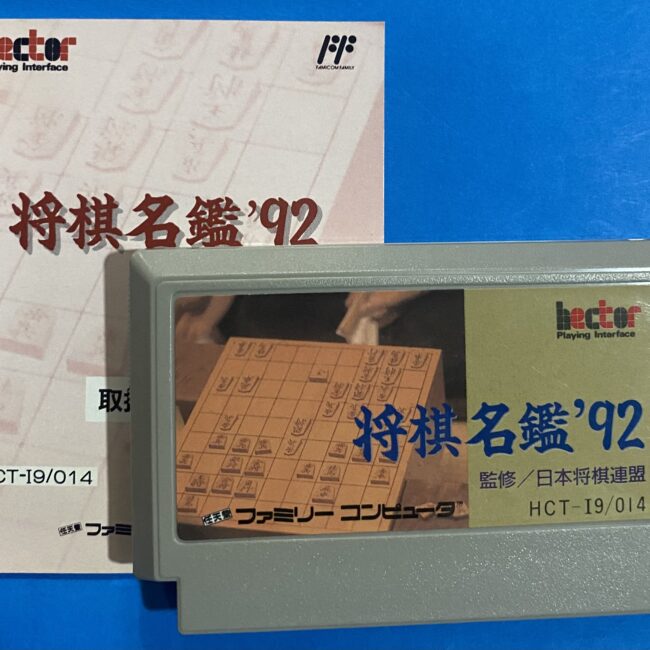 hector
Playing Interface
FAMICOM FAMILY
将棋名鑑'92
取扱
HCT-I9/014
任天堂 ファミ
hector
Playing Interface
将棋名鑑'92
監修／日本将棋連盟
HCT-I9/014
任天堂 ファミリー コンピュータ™